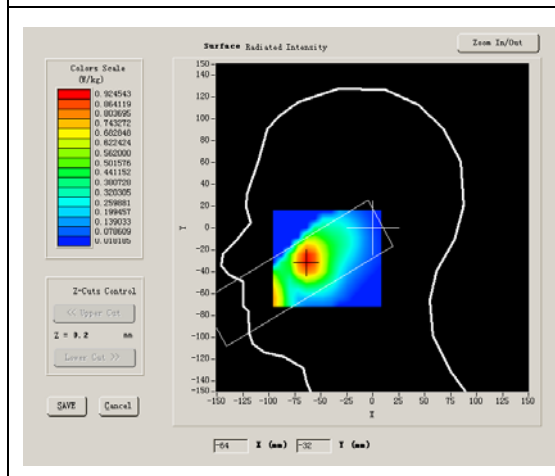 Surface Radiated Intensity
Zoom In/Out
Colors Scale
(W/kg)
0.924543
0.864119
0.803695
0.743272
0.682848
0.622424
0.562000
0.501576
0.441152
0.380728
0.320305
0.259881
0.199457
0.139033
0.078609
0.018185
Z-Cuts Control
<< Upper Cut
Z = 0.2 mm
Lower Cut >>
SAVE
Cancel
150
140
120
100
80
60
40
20
0
-20
-40
-60
-80
-100
-120
-140
-150
Y
-150 -125 -100 -75 -50 -25 0 25 50 75 100 125 150
X
-64 X (mm) -32 Y (mm)